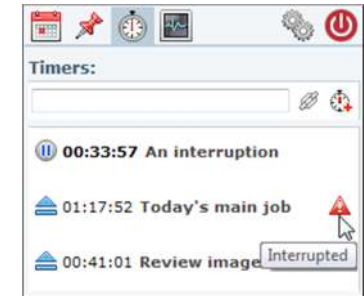 Timers:
00:33:57 An interruption
01:17:52 Today's main job
Interrupted
00:41:01 Review image